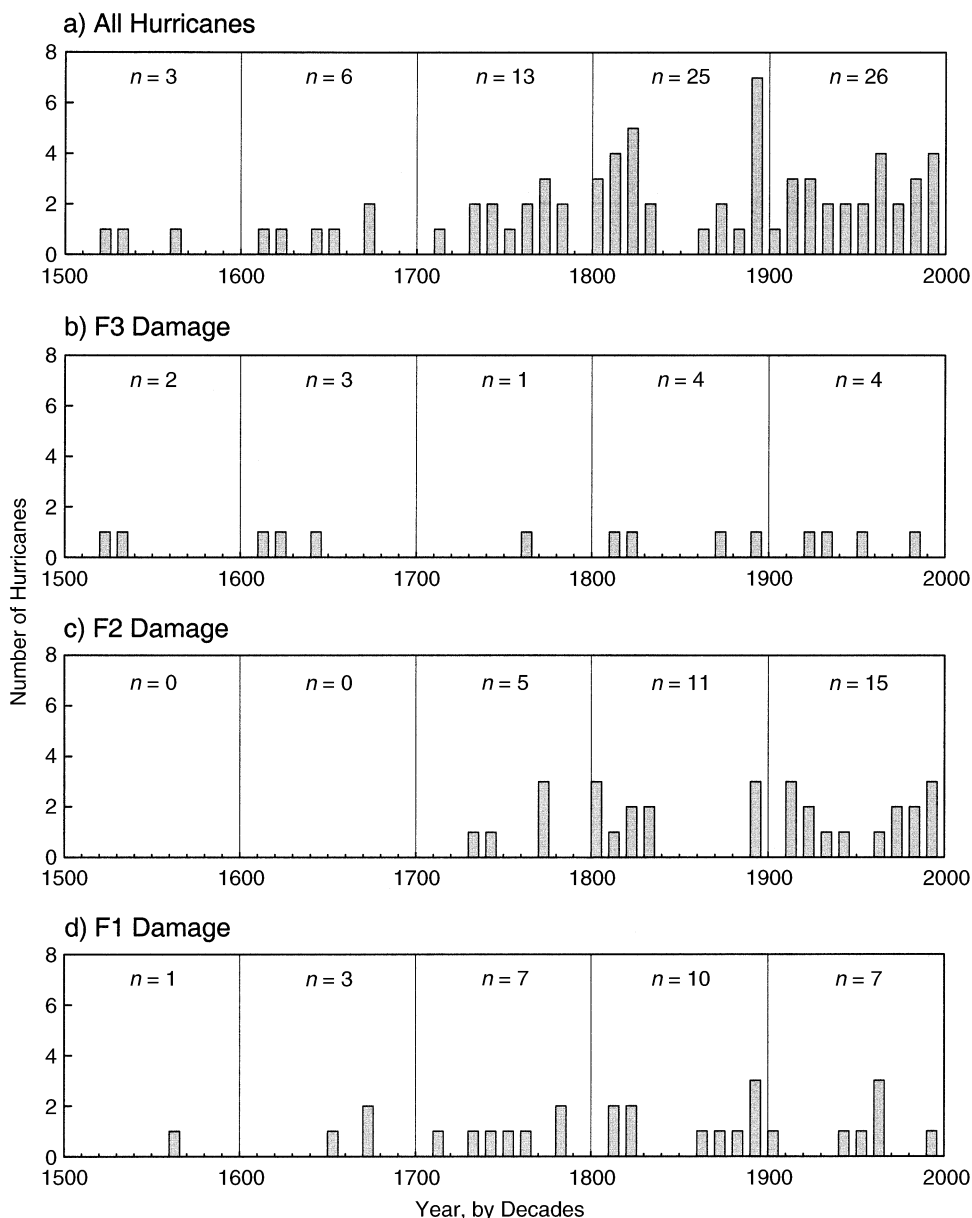 a) All Hurricanes
8
6
4
2
0
n = 3
n = 6
n = 13
n = 25
n = 26
1500
1600
1700
1800
1900
2000
b) F3 Damage
8
6
4
2
0
n = 2
n = 3
n = 1
n = 4
n = 4
1500
1600
1700
1800
1900
2000
Number of Hurricanes
c) F2 Damage
8
6
4
2
0
n = 0
n = 0
n = 5
n = 11
n = 15
1500
1600
1700
1800
1900
2000
d) F1 Damage
8
6
4
2
0
n = 1
n = 3
n = 7
n = 10
n = 7
1500
1600
1700
1800
1900
2000
Year, by Decades